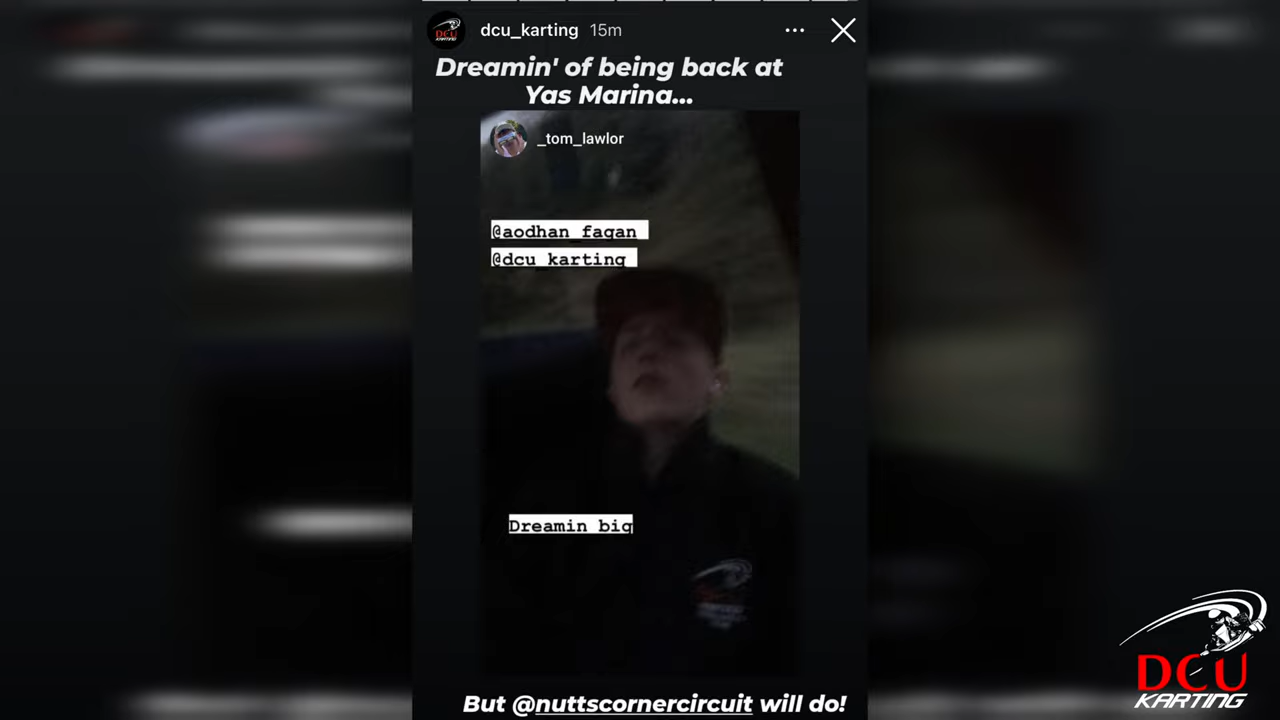 dcu_karting 15m
Dreamin' of being back at
Yas Marina...
_tom_lawlor
@aodhan_fagan
@dcu_karting
Dreamin big
But @nuttscornercircuit will do!
DCU
KARTING